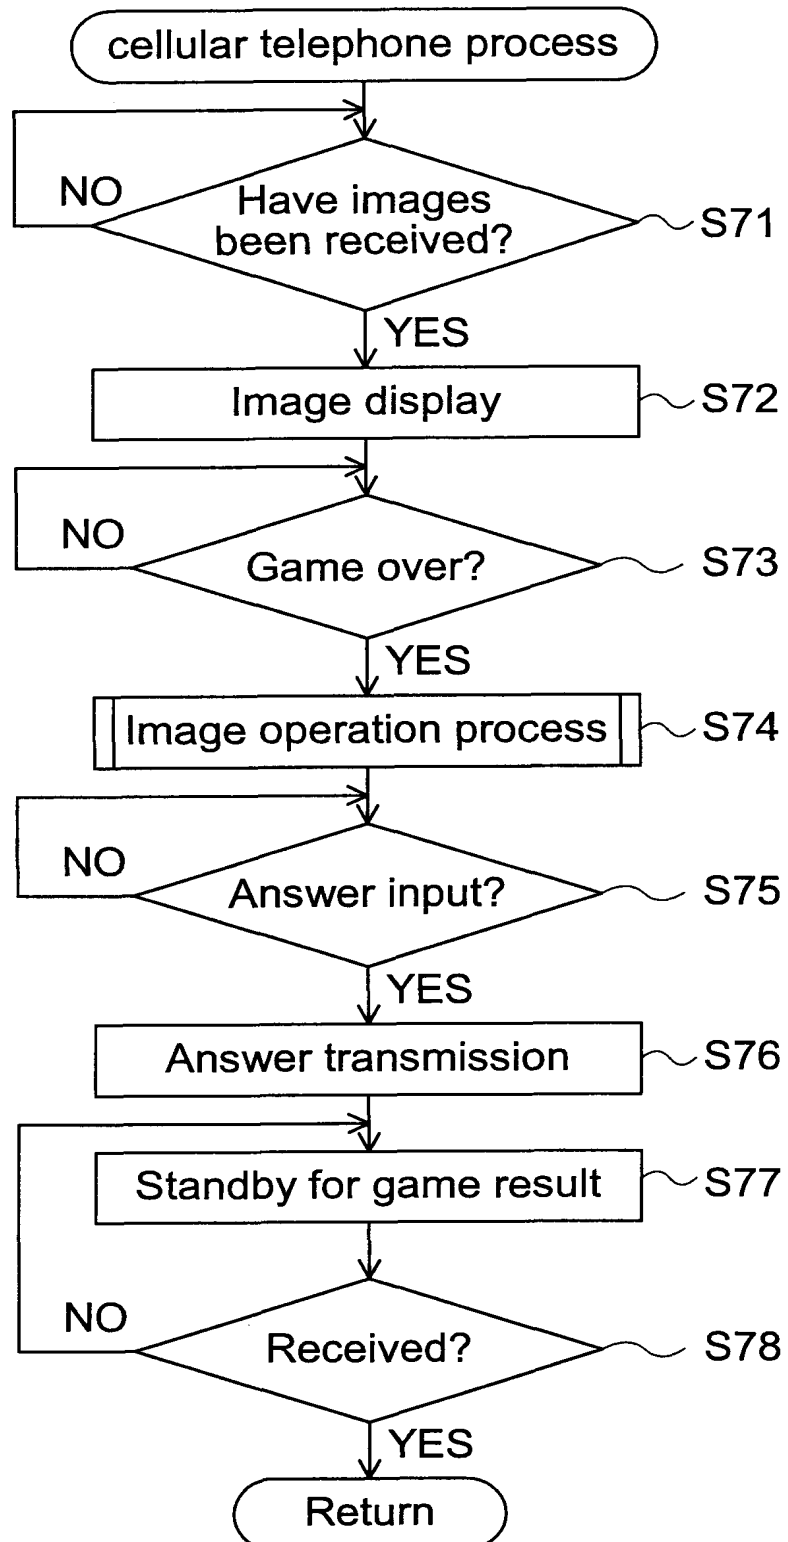 cellular telephone process
NO
Have images
been received?
S71
YES
Image display
S72
NO
Game over?
S73
YES
Image operation process
S74
NO
Answer input?
S75
YES
Answer transmission
S76
Standby for game result
S77
NO
Received?
S78
YES
Return